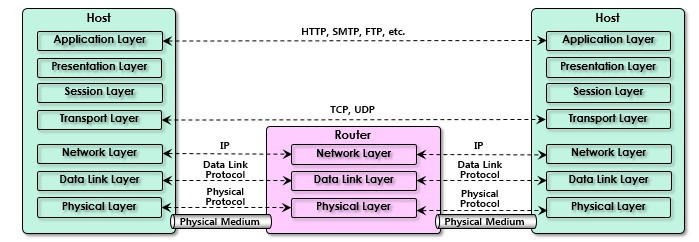 Host
Host
Application Layer
HTTP, SMTP, FTP, etc.
Application Layer
Presentation Layer
Presentation Layer
Session Layer
Session Layer
Transport Layer
TCP, UDP
Transport Layer
Router
Network Layer
IP
Network Layer
IP
Network Layer
Data Link Layer
Data Link
Protocol
Data Link Layer
Data Link
Protocol
Data Link Layer
Physical Layer
Physical
Protocol
Physical Layer
Physical
Protocol
Physical Layer
Physical Medium
Physical Medium